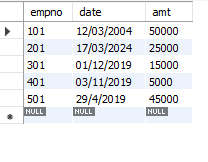 empno date amt
101 12/03/2004 50000
201 17/03/2024 25000
301 01/12/2019 15000
401 03/11/2019 5000
501 29/4/2019 45000
NULL NULL NULL